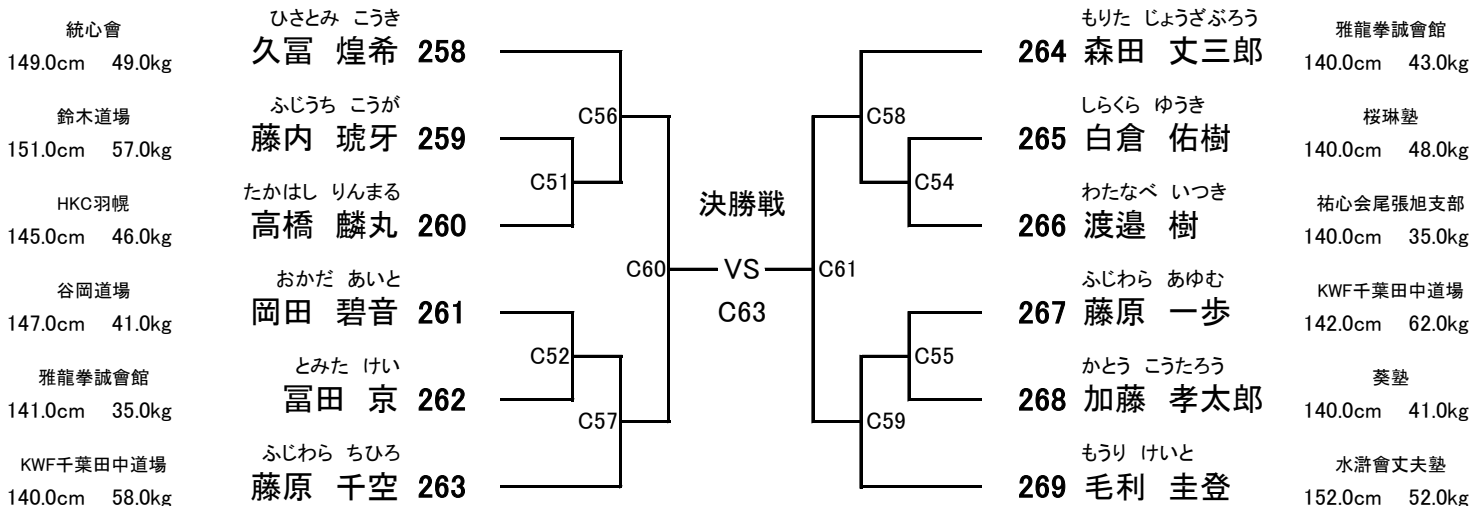 統心會
149.0cm 49.0kg
ひさとみ こうき
久冨 煌希 258
鈴木道場
151.0cm 57.0kg
ふじうち こうが
藤内 琥牙 259
HKC羽幌
145.0cm 46.0kg
たかはし りんまる
高橋 麟丸 260
谷岡道場
147.0cm 41.0kg
おかだ あいと
岡田 碧音 261
雅龍拳誠會館
141.0cm 35.0kg
とみた けい
冨田 京 262
KWF千葉田中道場
140.0cm 58.0kg
ふじわら ちひろ
藤原 千空 263
C56
C51
C52
C57
C60
決勝戦
VS
C63
C61
C58
C54
C55
C59
もりた じょうざぶろう
264 森田 丈三郎
雅龍拳誠會館
140.0cm 43.0kg
しらくら ゆうき
265 白倉 佑樹
桜琳塾
140.0cm 48.0kg
わたなべ いつき
266 渡邉 樹
祐心会尾張旭支部
140.0cm 35.0kg
ふじわら あゆむ
267 藤原 一歩
KWF千葉田中道場
142.0cm 62.0kg
かとう こうたろう
268 加藤 孝太郎
葵塾
140.0cm 41.0kg
もうり けいと
269 毛利 圭登
水滸會丈夫塾
152.0cm 52.0kg